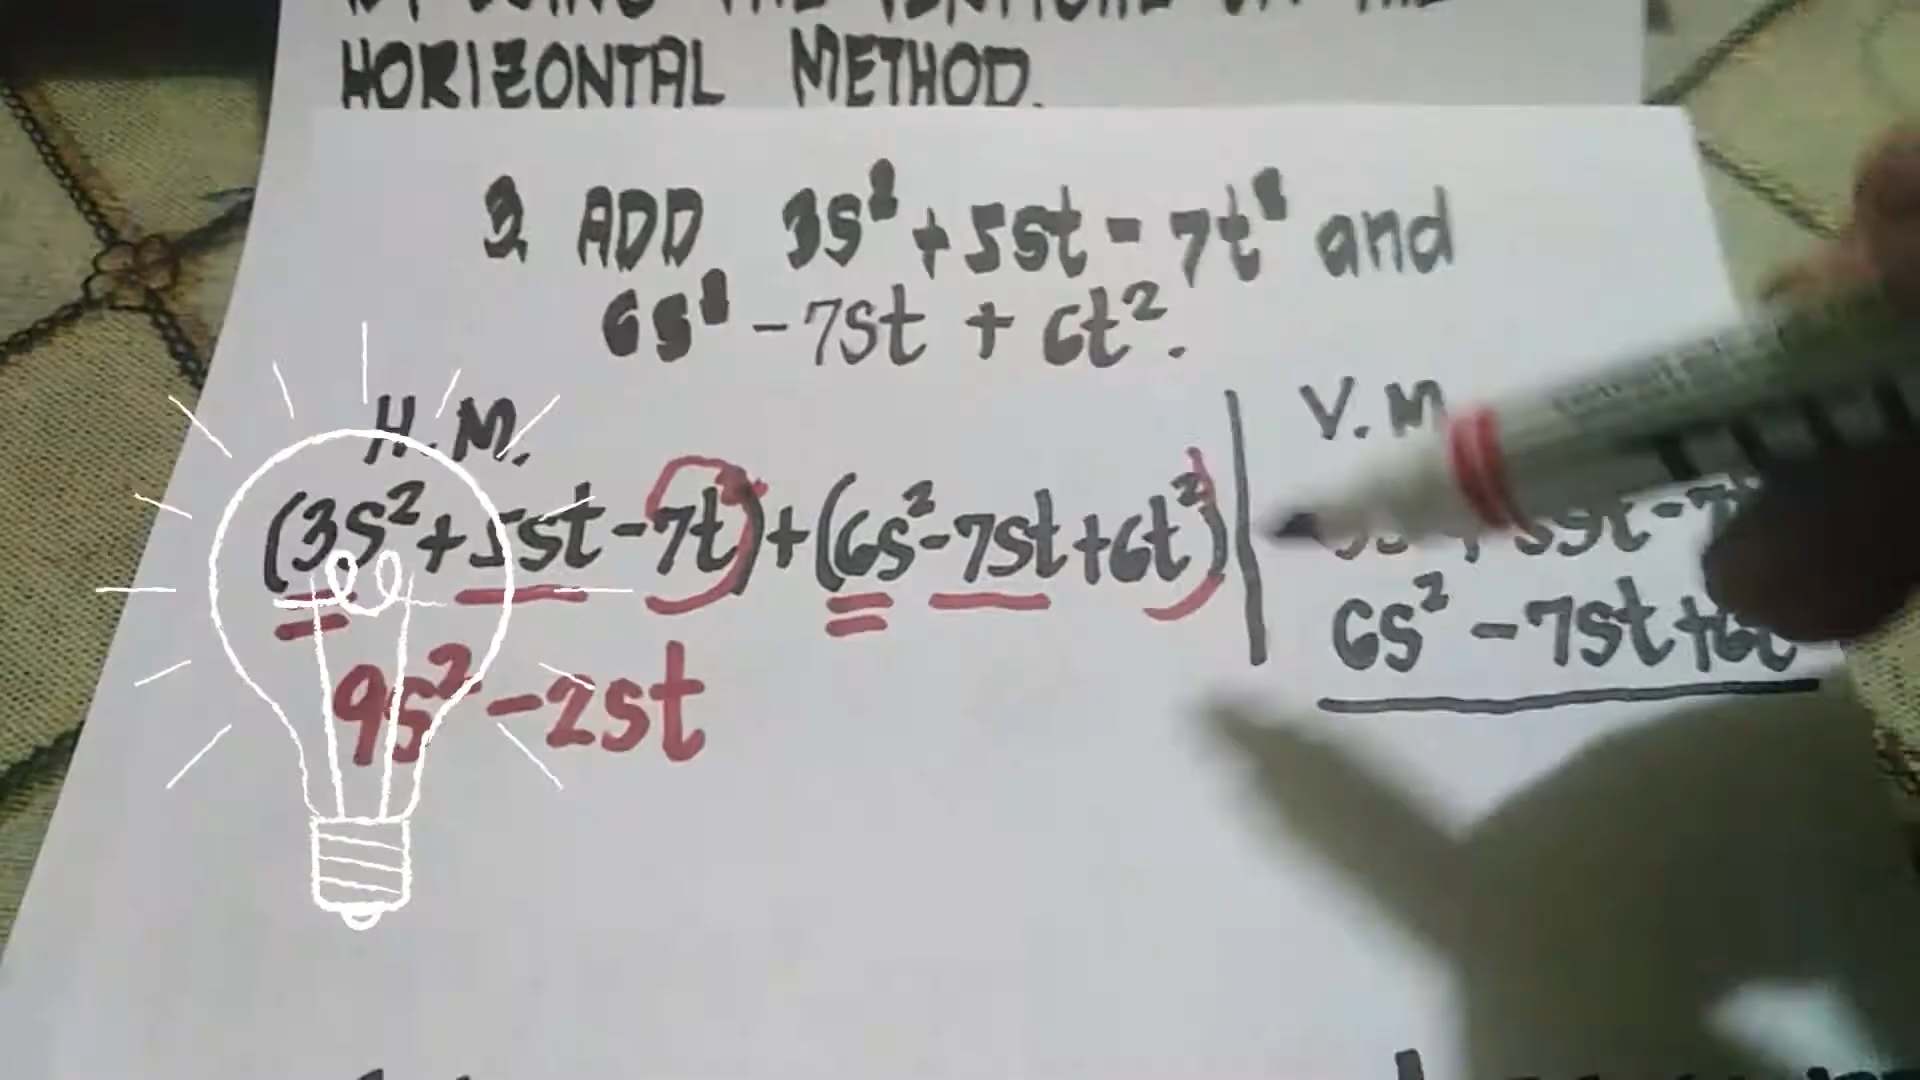 HORIZONTAL METHOD.
2. ADD 3s² + 5st - 7t² and
6s² - 7st + 6t².
H.M.
(3s² + 5st - 7t²) + (6s² - 7st + 6t²)
9s² - 2st
V.M
6s² - 7st + 6t